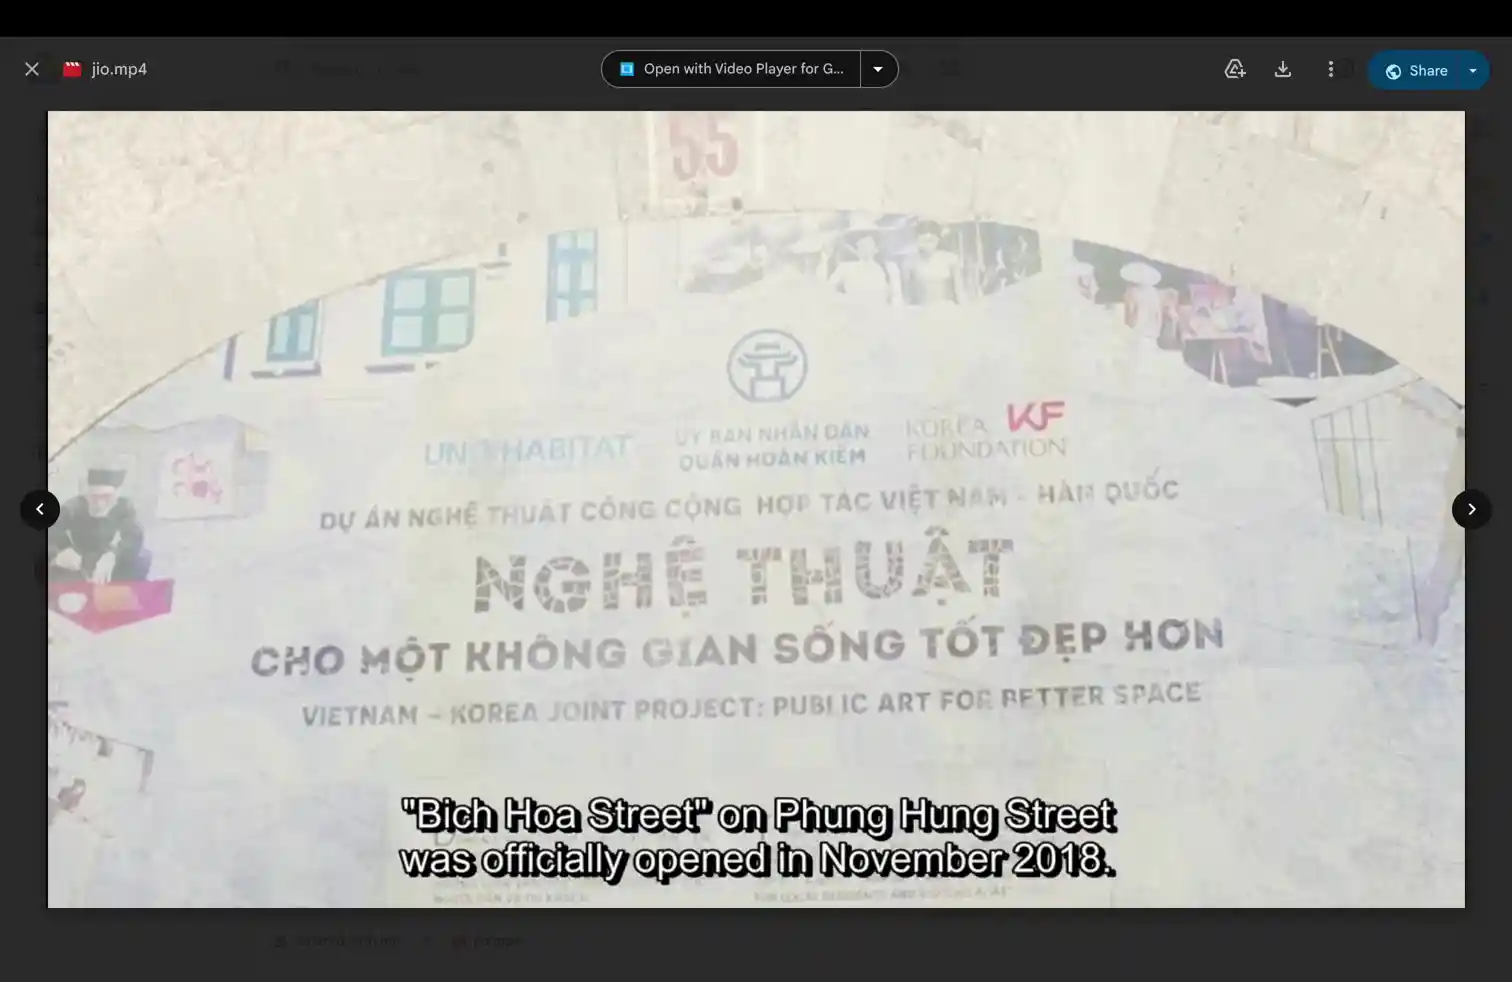 jio.mp4
Open with Video Player for G...
Share
55
UN HABITAT
ỦY BAN NHÂN DÂN
QUẬN HOÀN KIẾM
KOREA
FOUNDATION
KF
DỰ ÁN NGHỆ THUẬT CÔNG CỘNG HỢP TÁC VIỆT NAM - HÀN QUỐC
NGHỆ THUẬT
CHO MỘT KHÔNG GIAN SỐNG TỐT ĐẸP HƠN
VIETNAM - KOREA JOINT PROJECT: PUBLIC ART FOR BETTER SPACE
"Bich Hoa Street" on Phung Hung Street
was officially opened in November 2018.